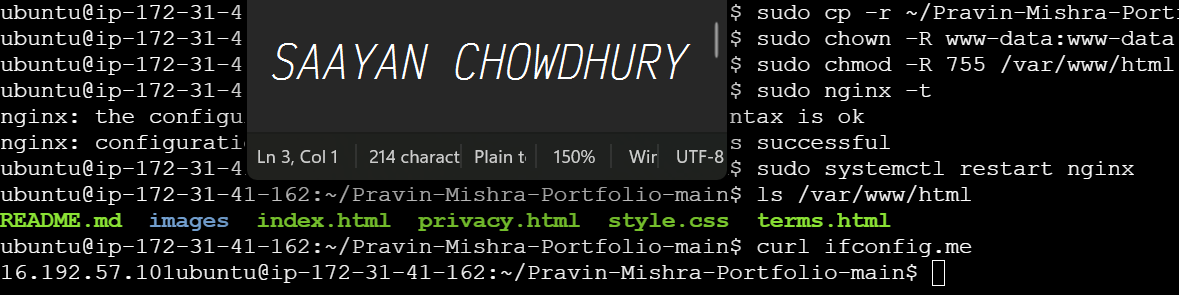 ubuntu@ip-172-31-4 $ sudo cp -r ~/Pravin-Mishra-Portf
ubuntu@ip-172-31-4 $ sudo chown -R www-data:www-data
ubuntu@ip-172-31-4 $ sudo chmod -R 755 /var/www/html
ubuntu@ip-172-31-4 $ sudo nginx -t
nginx: the configu ntax is ok
nginx: configurati s successful
ubuntu@ip-172-31-4 $ sudo systemctl restart nginx
SAAYAN CHOWDHURY
Ln 3, Col 1 214 charact Plain t 150% Wir UTF-8
ubuntu@ip-172-31-41-162:~/Pravin-Mishra-Portfolio-main$ ls /var/www/html
README.md images index.html privacy.html style.css terms.html
ubuntu@ip-172-31-41-162:~/Pravin-Mishra-Portfolio-main$ curl ifconfig.me
16.192.57.101ubuntu@ip-172-31-41-162:~/Pravin-Mishra-Portfolio-main$